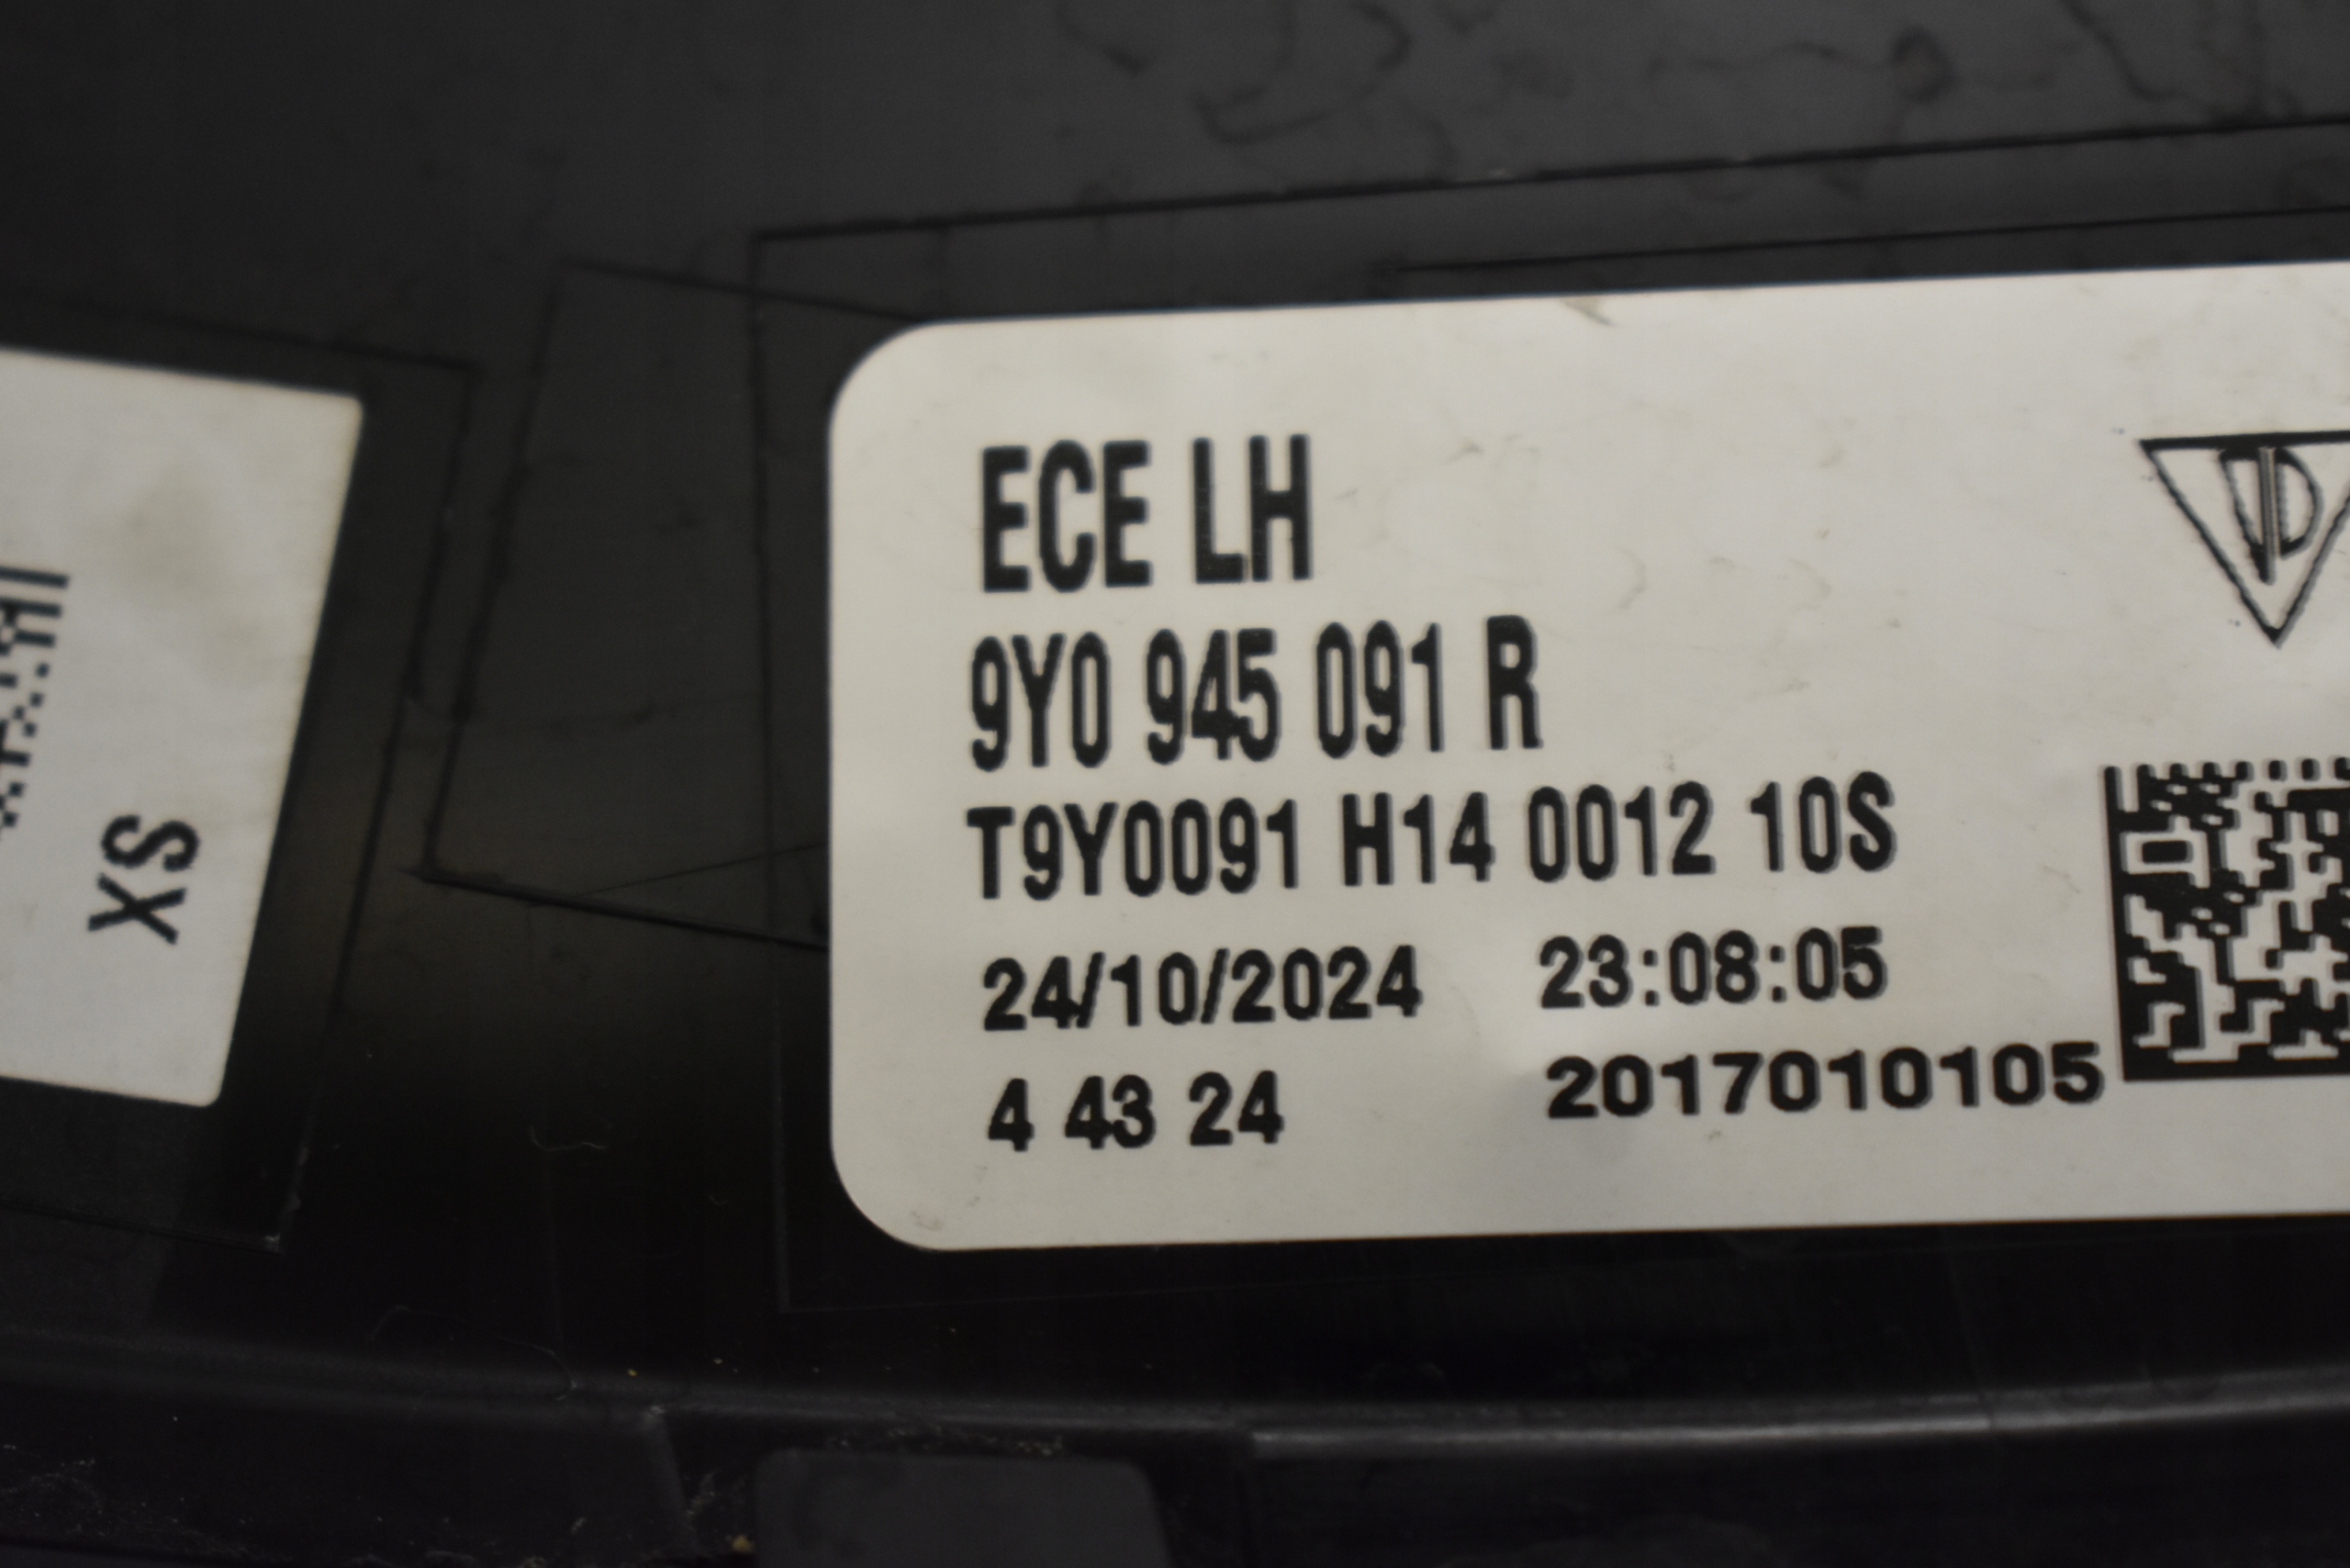 XS
ECE LH
9Y0 945 091 R
T9Y0091 H14 0012 10S
24/10/2024 23:08:05
4 43 24 2017010105